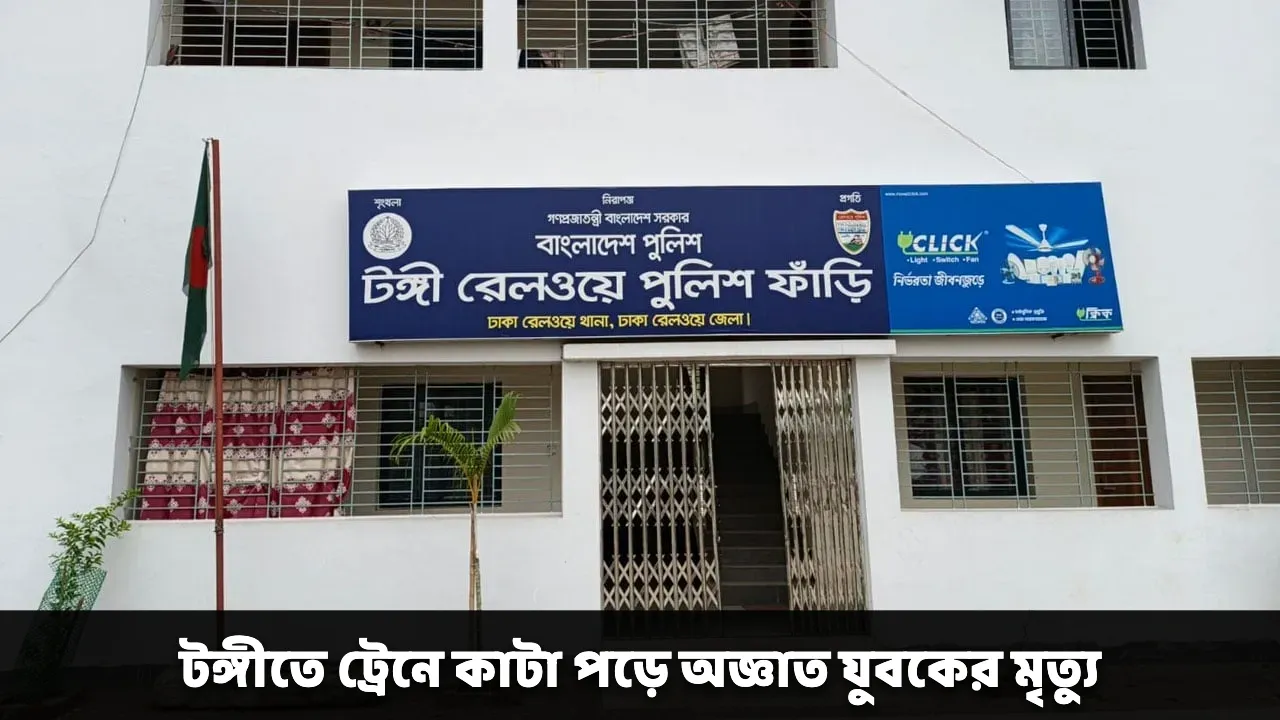 শৃংখলা
নিরাপত্তা
প্রগতি
গণপ্রজাতন্ত্রী বাংলাদেশ সরকার
বাংলাদেশ পুলিশ
টঙ্গী রেলওয়ে পুলিশ ফাঁড়ি
ঢাকা রেলওয়ে থানা, ঢাকা রেলওয়ে জেলা।
CLICK
Light • Switch • Fan
নির্ভরতা জীবনজুড়ে
ক্লিক
টঙ্গীতে ট্রেনে কাটা পড়ে অজ্ঞাত যুবকের মৃত্যু